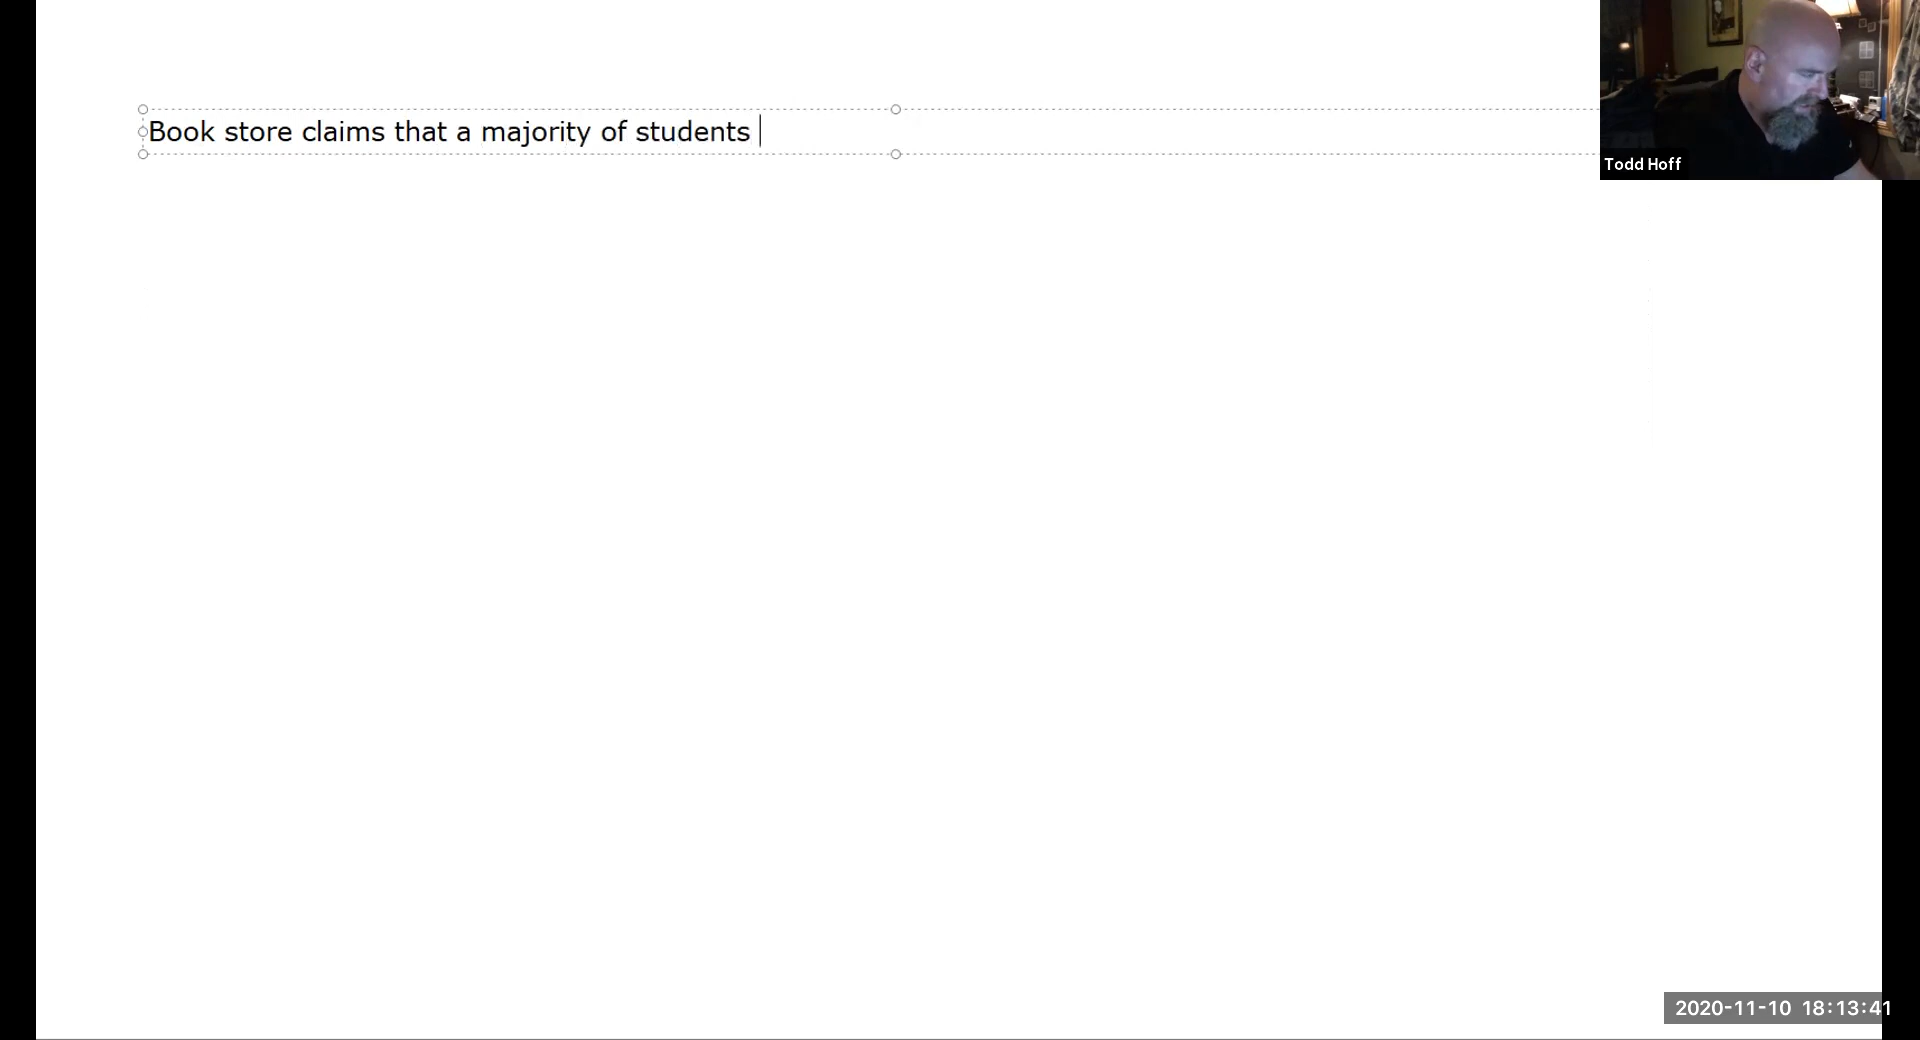 Book store claims that a majority of students
Todd Hoff
2020-11-10 18:13:41